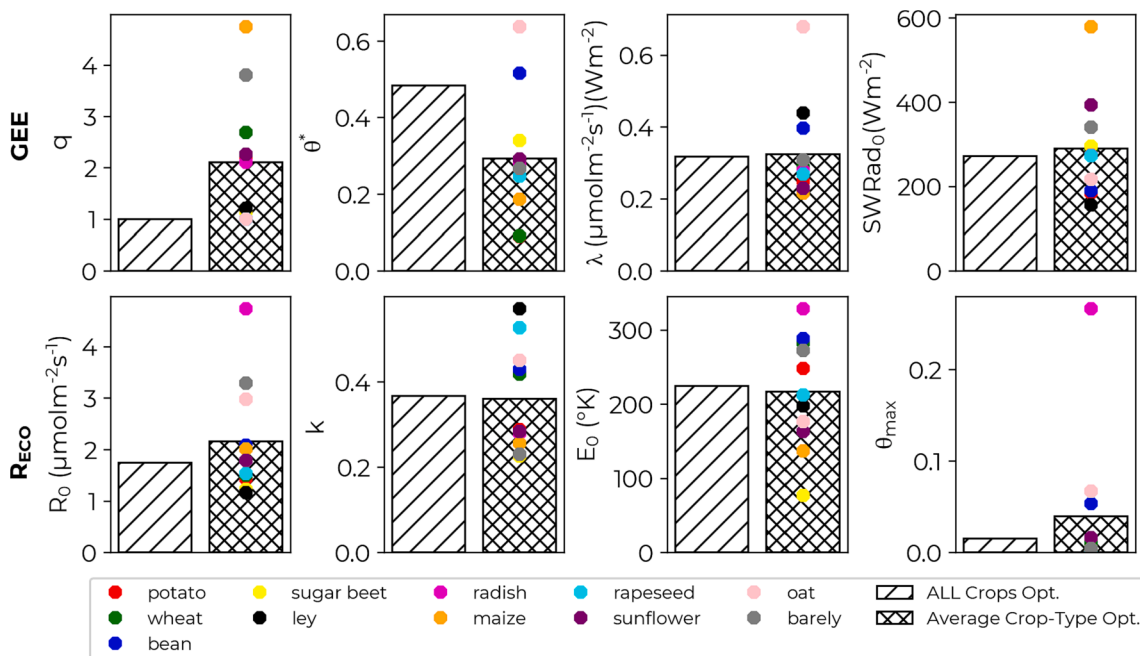 GEE
q
4
3
2
1
0
θ*
0.6
0.4
0.2
0.0
λ (μmolm⁻²s⁻¹)(Wm⁻²)
0.6
0.4
0.2
0.0
SWRad₀(Wm⁻²)
600
400
200
0
R_ECO
R₀ (μmolm⁻²s⁻¹)
4
3
2
1
0
k
0.4
0.2
0.0
E₀ (°K)
300
200
100
0
θ_max
0.2
0.1
0.0
potato sugar beet radish rapeseed oat ALL Crops Opt.
wheat ley maize sunflower barely Average Crop-Type Opt.
bean